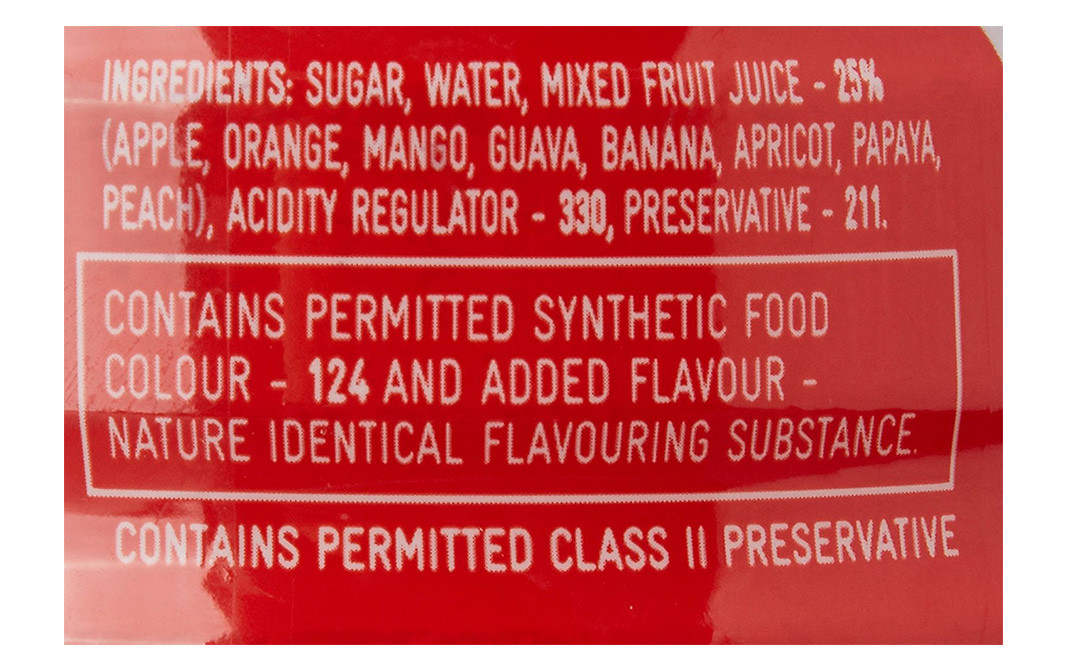 INGREDIENTS: SUGAR, WATER, MIXED FRUIT JUICE - 25%
(APPLE, ORANGE, MANGO, GUAVA, BANANA, APRICOT, PAPAYA,
PEACH), ACIDITY REGULATOR - 330, PRESERVATIVE - 211.
CONTAINS PERMITTED SYNTHETIC FOOD
COLOUR - 124 AND ADDED FLAVOUR -
NATURE IDENTICAL FLAVOURING SUBSTANCE.
CONTAINS PERMITTED CLASS II PRESERVATIVE